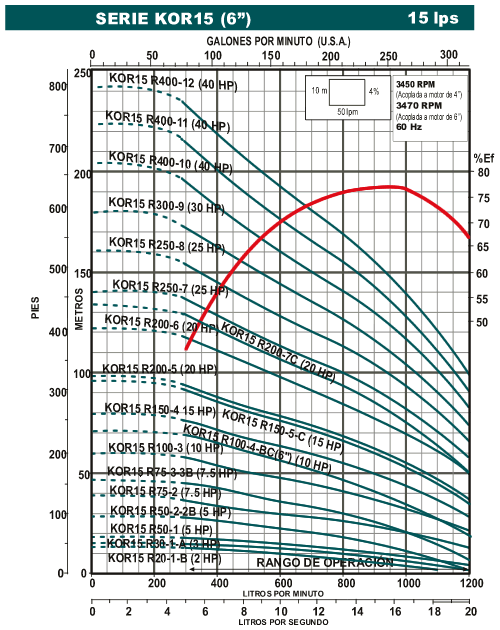 SERIE KOR15 (6”) 15 lps
GALONES POR MINUTO (U.S.A.)
0 50 100 150 200 250 300
250
800
700
600
500
400
300
200
100
0
PIES
METROS
200
150
100
50
0
KOR15 R400-12 (40 HP)
KOR15 R400-11 (40 HP)
KOR15 R400-10 (40 HP)
KOR15 R300-9 (30 HP)
KOR15 R250-8 (25 HP)
KOR15 R250-7 (25 HP)
KOR15 R200-6 (20 HP
KOR15 R200-7C (20 HP)
KOR15 R200-5 (20 HP)
KOR15 R150-5-C (15 HP)
KOR15 R150-4 15 HP)
KOR15 R100-4-BC(6") (10 HP)
KOR15 R100-3 (10 HP)
KOR15 R75-3-3B (7.5 HP)
KOR15 R75-2 (7.5 HP)
KOR15 R50-2-2B (5 HP)
KOR15 R50-1 (5 HP)
KOR15 R30-1-A (3 HP)
KOR15 R20-1-B (2 HP)
RANGO DE OPERACIÓN
10 m
4%
50 lpm
3450 RPM
(Acoplada a motor de 4")
3470 RPM
(Acoplada a motor de 6")
60 Hz
%Ef
80
75
70
65
60
55
50
0 200 400 600 800 1000 1200
LITROS POR MINUTO
0 2 4 6 8 10 12 14 16 18 20
LITROS POR SEGUNDO